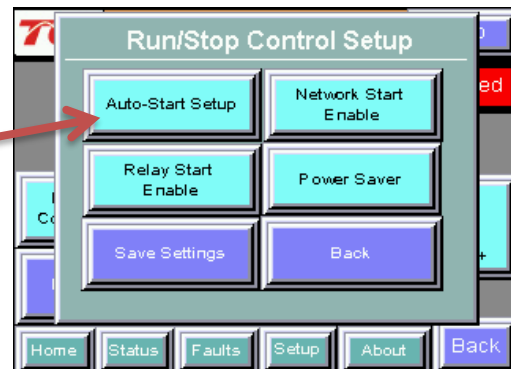 Run/Stop Control Setup
ed
Auto-Start Setup
Network Start
Enable
Relay Start
Enable
Power Saver
Save Settings
Back
+
Home
Status
Faults
Setup
About
Back